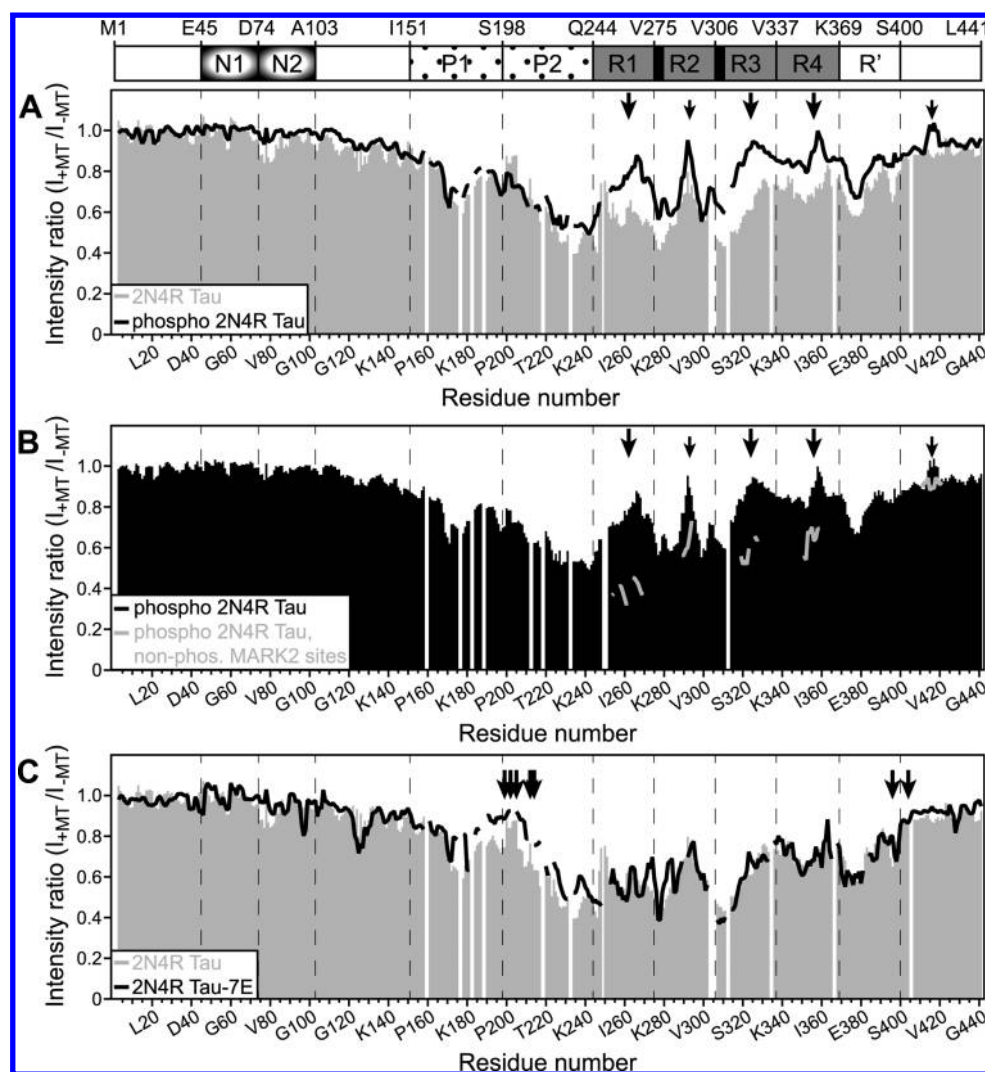 M1 E45 D74 A103 I151 S198 Q244 V275 V306 V337 K369 S400 L441
N1 N2 P1 P2 R1 R2 R3 R4 R'
A
Intensity ratio (I+MT/I-MT)
1.0
0.8
0.6
0.4
0.2
0
2N4R Tau
phospho 2N4R Tau
L20 D40 G60 V80 G100 G120 K140 P160 K180 P200 T220 K240 I260 K280 V300 S320 K340 I360 E380 S400 V420 G440
Residue number
B
Intensity ratio (I+MT/I-MT)
1.0
0.8
0.6
0.4
0.2
0
phospho 2N4R Tau
phospho 2N4R Tau,
non-phos. MARK2 sites
L20 D40 G60 V80 G100 G120 K140 P160 K180 P200 T220 K240 I260 K280 V300 S320 K340 I360 E380 S400 V420 G440
Residue number
C
Intensity ratio (I+MT/I-MT)
1.0
0.8
0.6
0.4
0.2
0
2N4R Tau
2N4R Tau-7E
L20 D40 G60 V80 G100 G120 K140 P160 K180 P200 T220 K240 I260 K280 V300 S320 K340 I360 E380 S400 V420 G440
Residue number